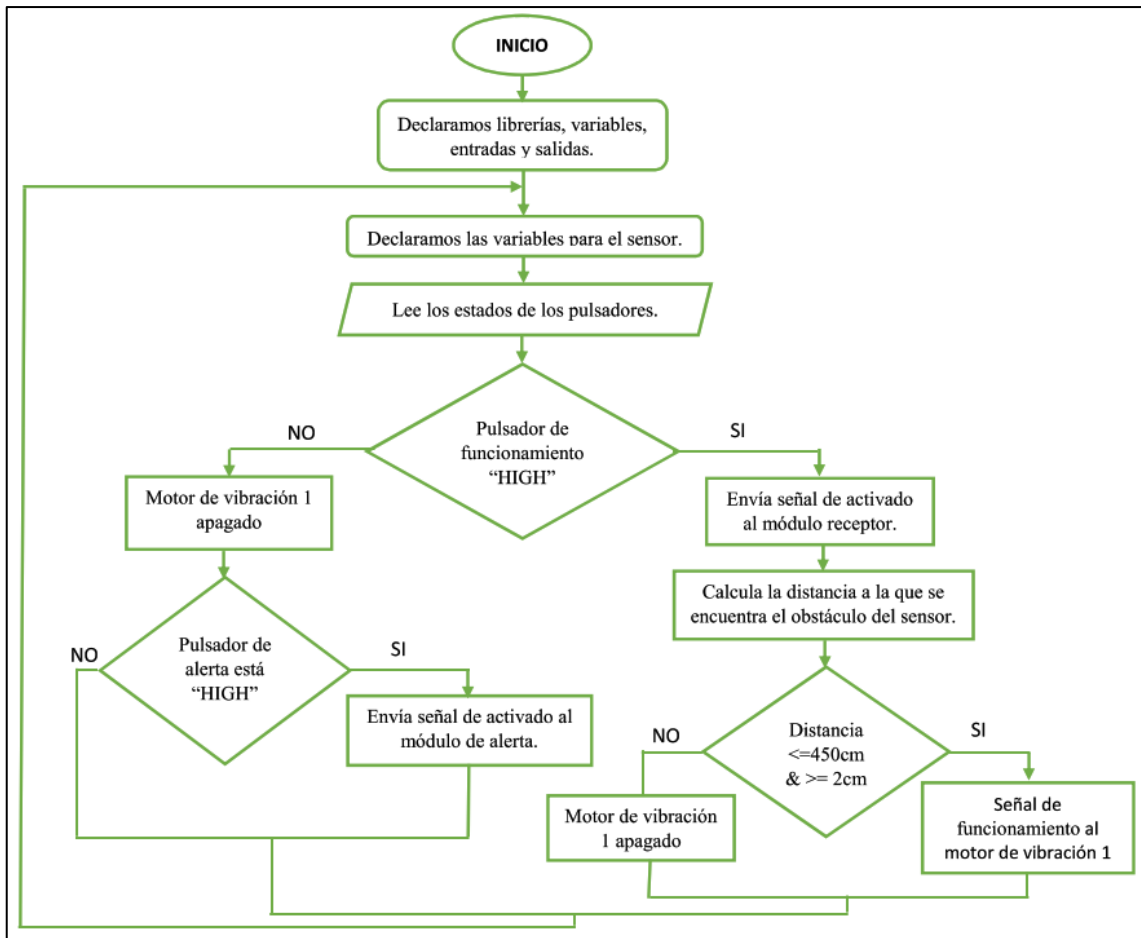 INICIO
Declaramos librerías, variables,
entradas y salidas.
Declaramos las variables para el sensor.
Lee los estados de los pulsadores.
Pulsador de
funcionamiento
“HIGH”
NO
SI
Motor de vibración 1
apagado
Envía señal de activado
al módulo receptor.
Calcula la distancia a la que se
encuentra el obstáculo del sensor.
Pulsador de
alerta está
“HIGH”
NO
SI
Envía señal de activado al
módulo de alerta.
Distancia
<=450cm
& >= 2cm
NO
SI
Motor de vibración
1 apagado
Señal de
funcionamiento al
motor de vibración 1